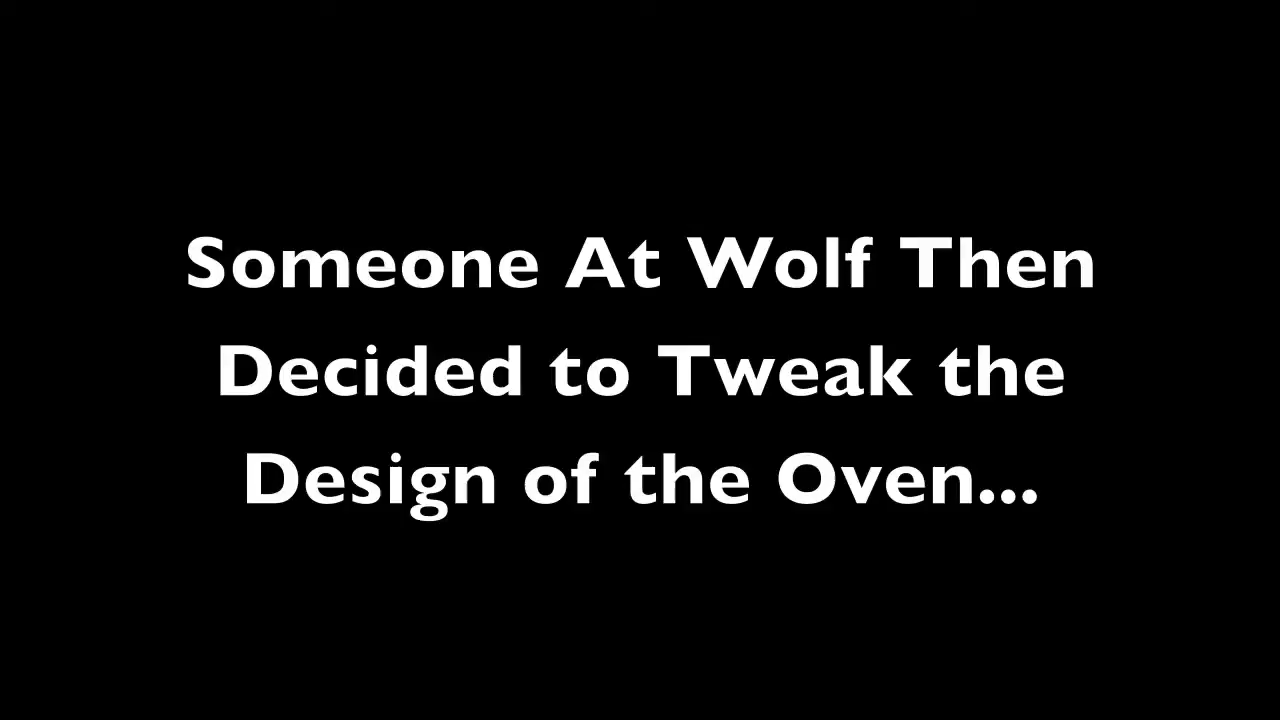 Someone At Wolf Then
Decided to Tweak the
Design of the Oven...